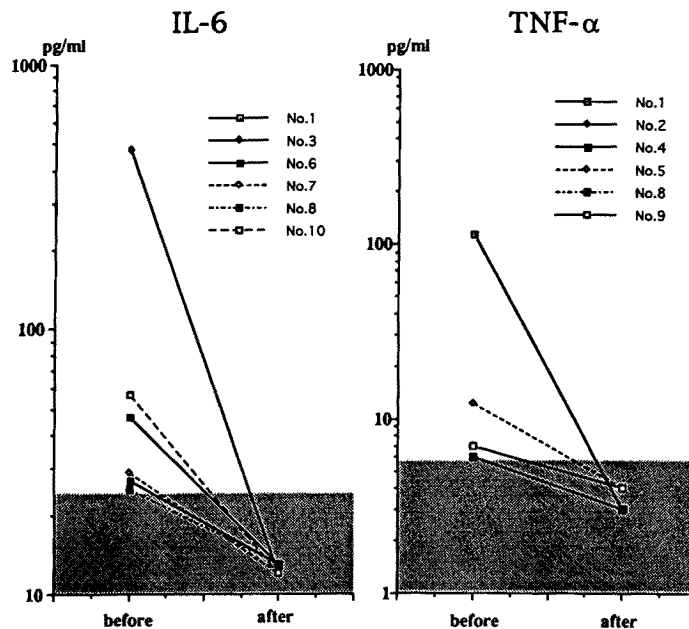 IL-6
pg/ml
1000
100
10
No.1
No.3
No.6
No.7
No.8
No.10
before
after
TNF-α
pg/ml
1000
100
10
1
No.1
No.2
No.4
No.5
No.8
No.9
before
after